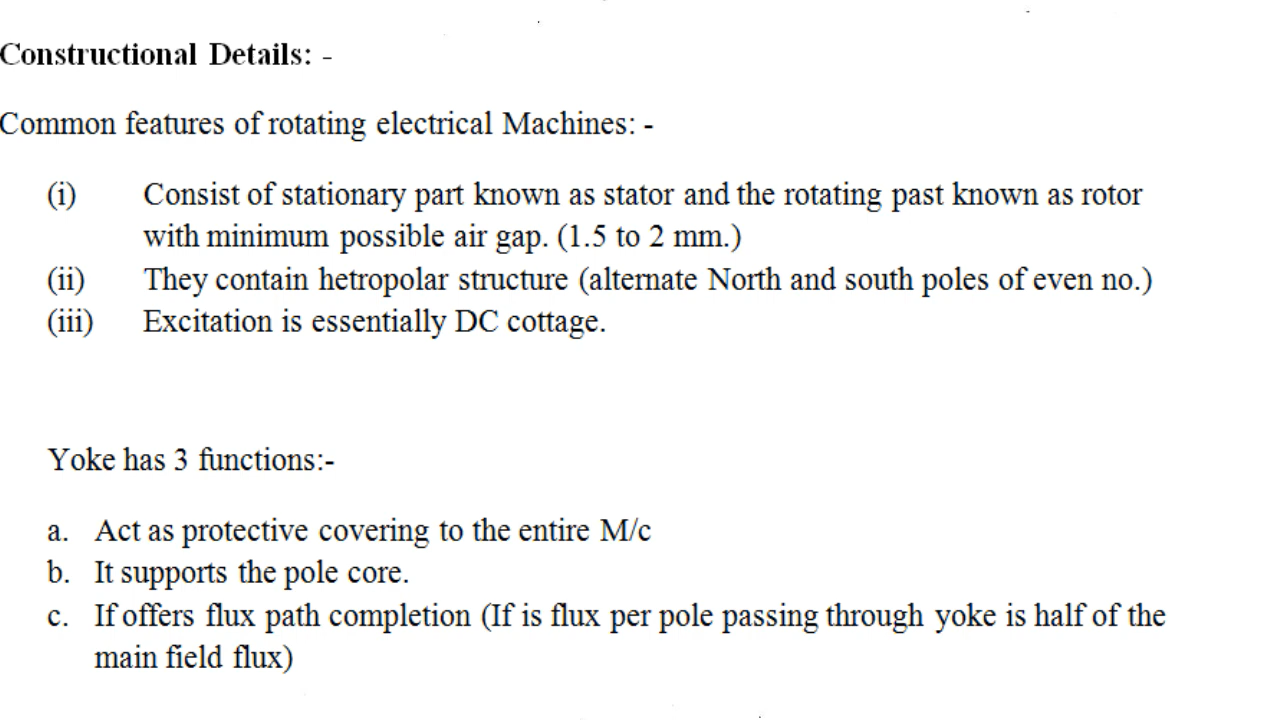 Constructional Details: -
Common features of rotating electrical Machines: -
(i) Consist of stationary part known as stator and the rotating past known as rotor
with minimum possible air gap. (1.5 to 2 mm.)
(ii) They contain hetropolar structure (alternate North and south poles of even no.)
(iii) Excitation is essentially DC cottage.
Yoke has 3 functions:-
a. Act as protective covering to the entire M/c
b. It supports the pole core.
c. If offers flux path completion (If is flux per pole passing through yoke is half of the
main field flux)